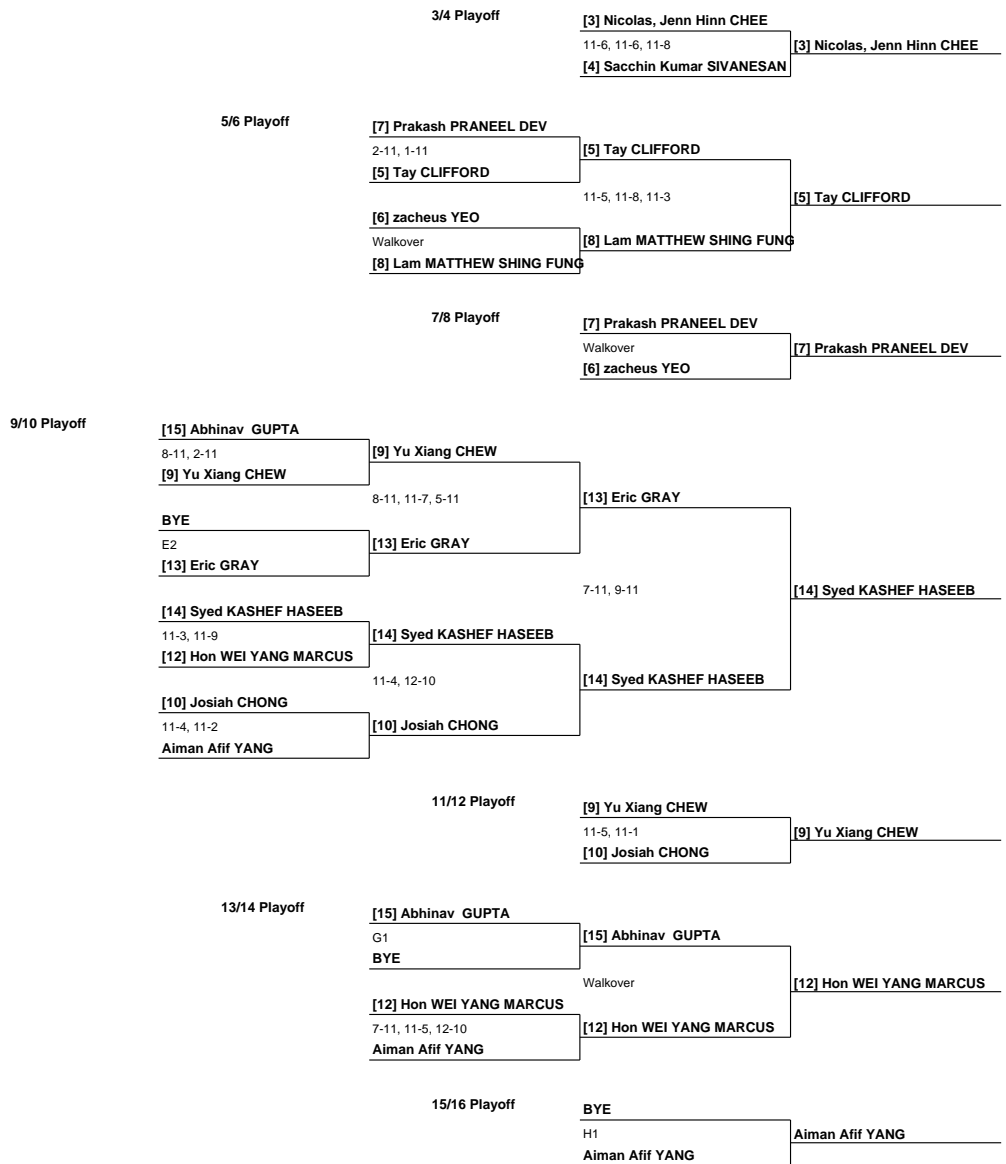 3/4 Playoff
[3] Nicolas, Jenn Hinn CHEE
11-6, 11-6, 11-8
[3] Nicolas, Jenn Hinn CHEE
[4] Sacchin Kumar SIVANESAN
5/6 Playoff
[7] Prakash PRANEEL DEV
2-11, 1-11
[5] Tay CLIFFORD
[5] Tay CLIFFORD
11-5, 11-8, 11-3
[5] Tay CLIFFORD
[6] zacheus YEO
Walkover
[8] Lam MATTHEW SHING FUNG
[8] Lam MATTHEW SHING FUNG
7/8 Playoff
[7] Prakash PRANEEL DEV
Walkover
[7] Prakash PRANEEL DEV
[6] zacheus YEO
9/10 Playoff
[15] Abhinav  GUPTA
8-11, 2-11
[9] Yu Xiang CHEW
[9] Yu Xiang CHEW
8-11, 11-7, 5-11
[13] Eric GRAY
BYE
E2
[13] Eric GRAY
[13] Eric GRAY
7-11, 9-11
[14] Syed KASHEF HASEEB
[14] Syed KASHEF HASEEB
11-3, 11-9
[14] Syed KASHEF HASEEB
[12] Hon WEI YANG MARCUS
11-4, 12-10
[14] Syed KASHEF HASEEB
[10] Josiah CHONG
11-4, 11-2
[10] Josiah CHONG
Aiman Afif YANG
11/12 Playoff
[9] Yu Xiang CHEW
11-5, 11-1
[9] Yu Xiang CHEW
[10] Josiah CHONG
13/14 Playoff
[15] Abhinav  GUPTA
G1
[15] Abhinav  GUPTA
BYE
Walkover
[12] Hon WEI YANG MARCUS
[12] Hon WEI YANG MARCUS
7-11, 11-5, 12-10
[12] Hon WEI YANG MARCUS
Aiman Afif YANG
15/16 Playoff
BYE
H1
Aiman Afif YANG
Aiman Afif YANG